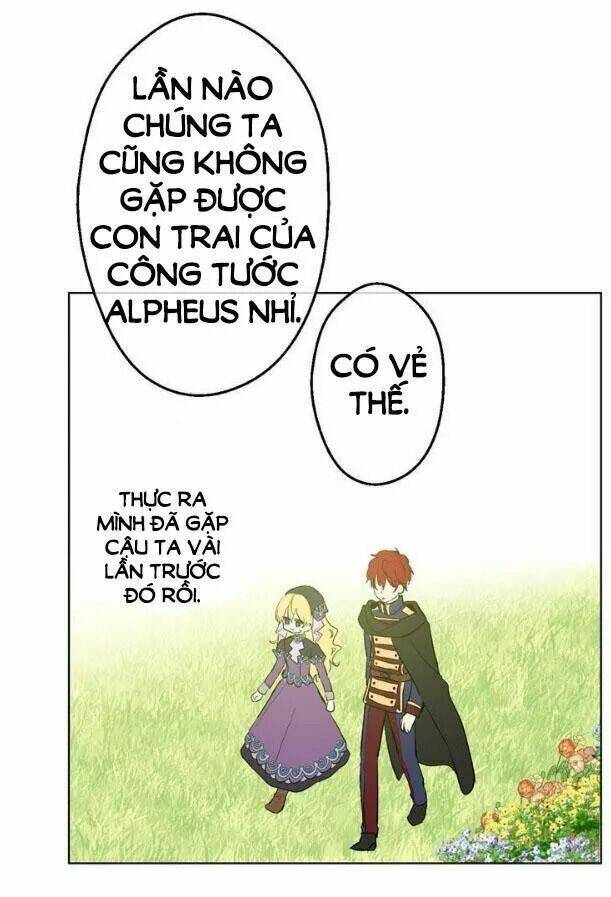 LẦN NÀO
CHÚNG TA
CŨNG KHÔNG
GẶP ĐƯỢC
CON TRAI CỦA
CÔNG TƯỚC
ALPHEUS NHỈ.
CÓ VẺ
THẾ.
THỰC RA
MÌNH ĐÃ GẶP
CẬU TA VÀI
LẦN TRƯỚC
ĐÓ RỒI.